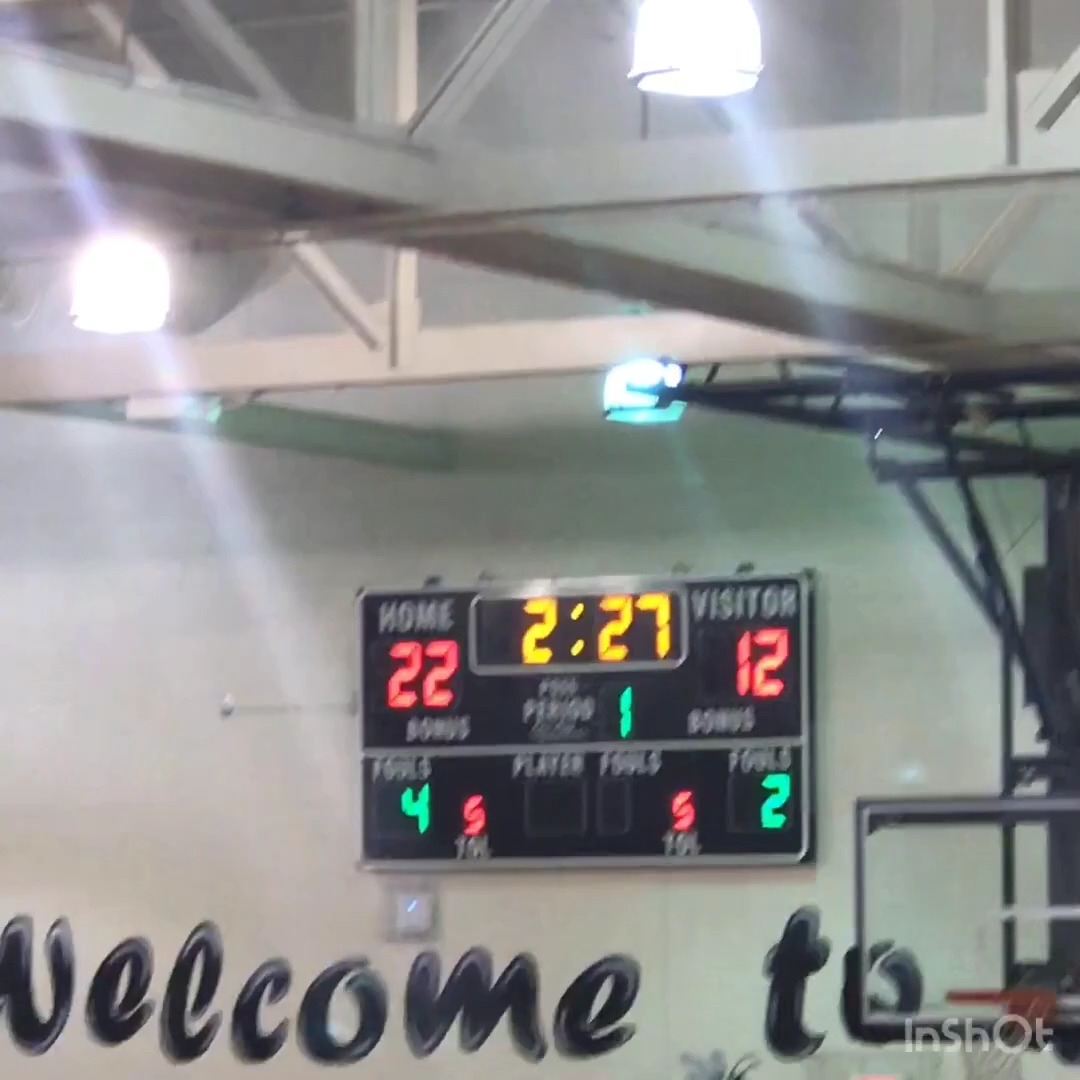 HOME 2:27 VISITOR
22 12
PERIOD 1
BONUS BONUS
FOULS PLAYER FOULS FOULS
4 5 5 2
TOL TOL
Welcome to
InShOt